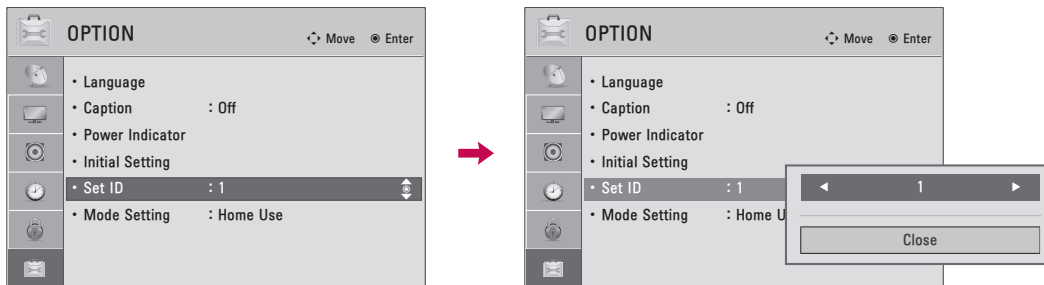 OPTION
Move Enter
• Language
• Caption : Off
• Power Indicator
• Initial Setting
• Set ID : 1
• Mode Setting : Home Use
OPTION
Move Enter
• Language
• Caption : Off
• Power Indicator
• Initial Setting
• Set ID : 1
• Mode Setting : Home U
◀ 1 ▶
Close